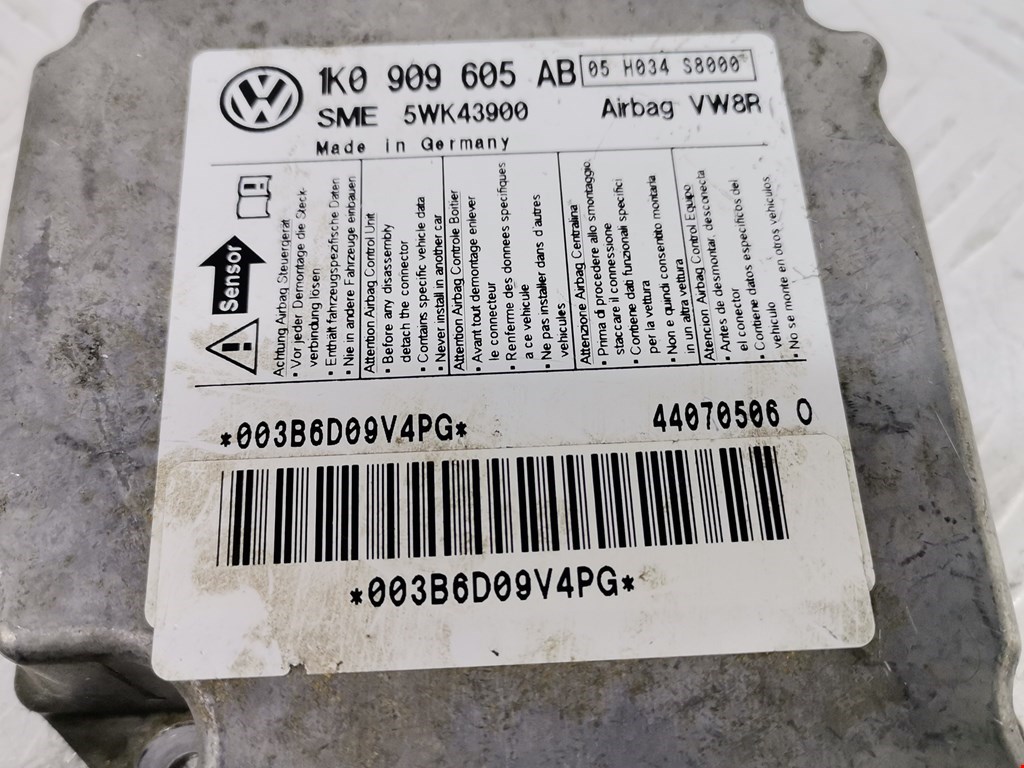 1K0 909 605 AB 05 H034 S8000
SME 5WK43900 Airbag VW8R
Made in Germany
Sensor
Achtung Airbag Steuergerät
• Vor jeder Demontage die Steck-
verbindung lösen
• Enthält fahrzeugspezifische Daten
• Nie in andere Fahrzeuge einbauen
Attention Airbag Control Unit
• Before any disassembly
detach the connector
• Contains specific vehicle data
• Never install in another car
Attention Airbag Controle Boitier
• Avant tout demontage enlever
le connecteur
• Renferme des donnees specifiques
a ce vehicule
• Ne pas installer dans d'autres
vehicules
Attenzione Airbag Centralina
• Prima di procedere allo smontaggio,
staccare il connessione
• Contiene dati funzionali specifici
per la vettura
• Non e quindi consentito montarla
in un altra vettura
Atencion Airbag Control Equipo
• Antes de desmontar, desconecta
el conector
• Contiene datos especificos del
vehiculo
• No se monte en otros vehiculos
*003B6D09V4PG* 44070506 0
*003B6D09V4PG*